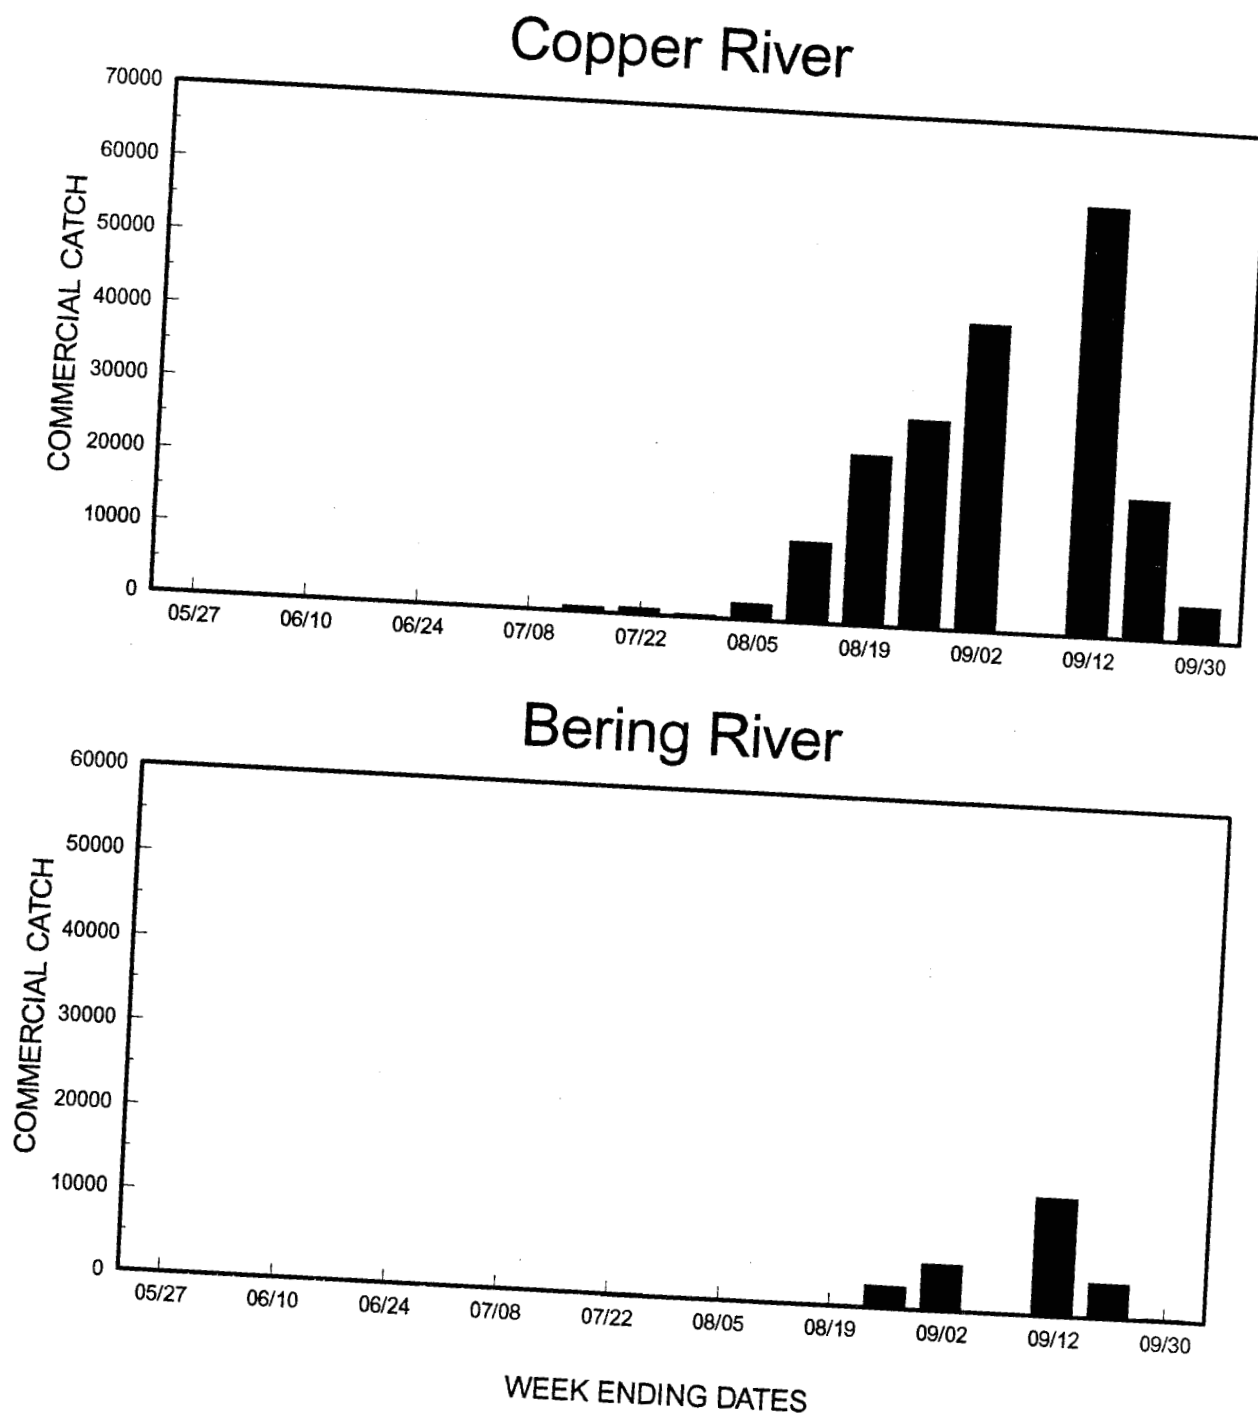 Copper River
70000
60000
50000
40000
30000
20000
10000
0
COMMERCIAL CATCH
05/27 06/10 06/24 07/08 07/22 08/05 08/19 09/02 09/12 09/30
Bering River
60000
50000
40000
30000
20000
10000
0
COMMERCIAL CATCH
05/27 06/10 06/24 07/08 07/22 08/05 08/19 09/02 09/12 09/30
WEEK ENDING DATES